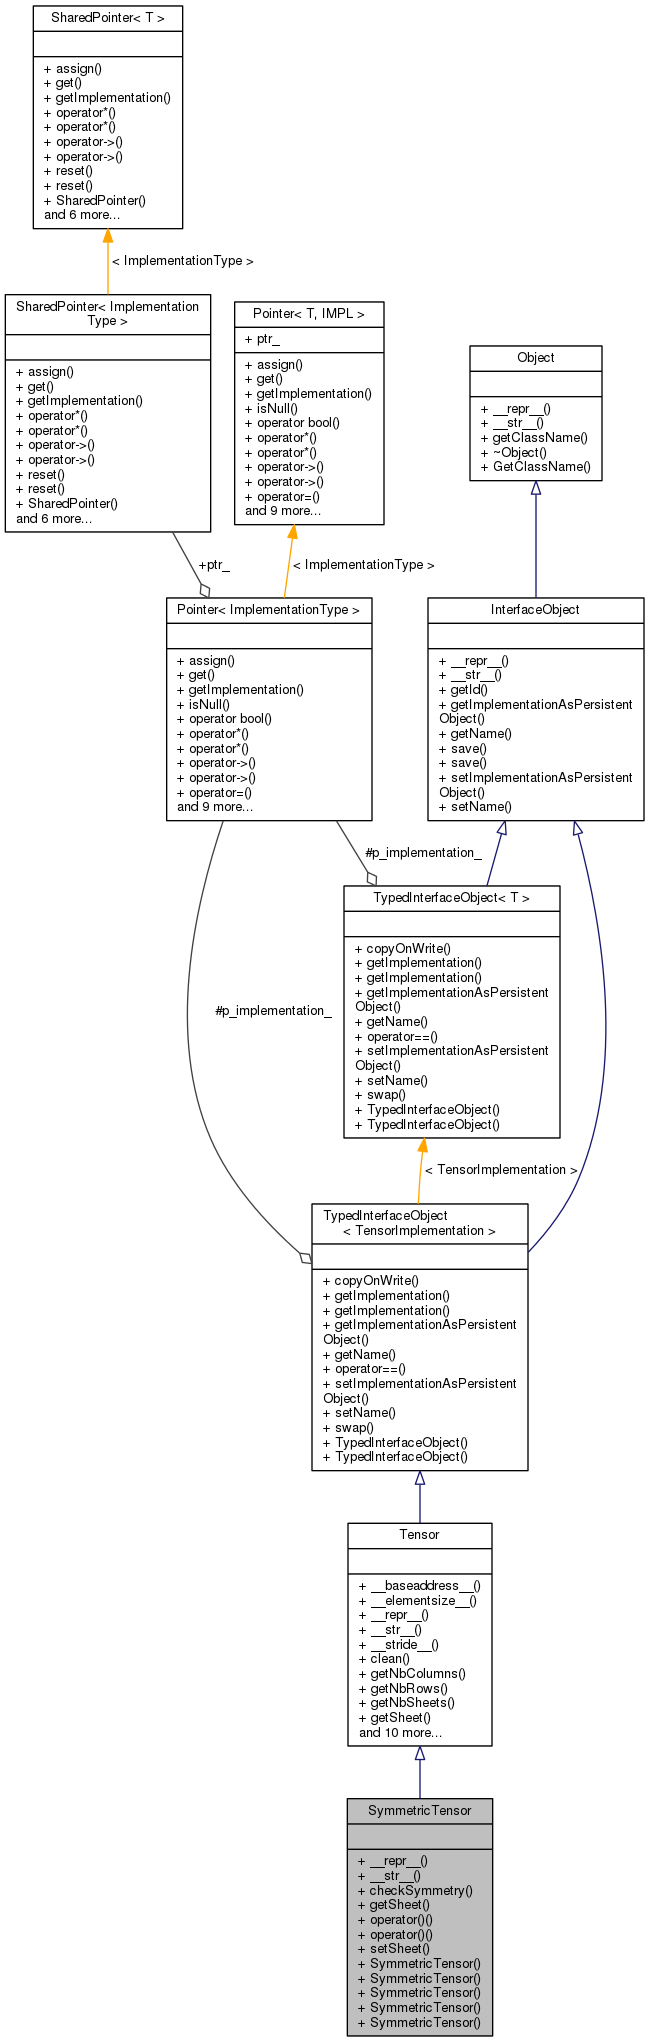 SharedPointer< T >
+ assign()
+ get()
+ getImplementation()
+ operator*()
+ operator*()
+ operator->()
+ operator->()
+ reset()
+ reset()
+ SharedPointer()
and 6 more...
< ImplementationType >
SharedPointer< Implementation
Type >
+ assign()
+ get()
+ getImplementation()
+ operator*()
+ operator*()
+ operator->()
+ operator->()
+ reset()
+ reset()
+ SharedPointer()
and 6 more...
Pointer< T, IMPL >
+ ptr_
+ assign()
+ get()
+ getImplementation()
+ isNull()
+ operator bool()
+ operator*()
+ operator*()
+ operator->()
+ operator->()
+ operator=()
and 9 more...
Object
+ __repr__()
+ __str__()
+ getClassName()
+ ~Object()
+ GetClassName()
+ptr_
< ImplementationType >
Pointer< ImplementationType >
+ assign()
+ get()
+ getImplementation()
+ isNull()
+ operator bool()
+ operator*()
+ operator*()
+ operator->()
+ operator->()
+ operator=()
and 9 more...
InterfaceObject
+ __repr__()
+ __str__()
+ getId()
+ getImplementationAsPersistent
Object()
+ getName()
+ save()
+ save()
+ setImplementationAsPersistent
Object()
+ setName()
#p_implementation_
TypedInterfaceObject< T >
+ copyOnWrite()
+ getImplementation()
+ getImplementation()
+ getImplementationAsPersistent
Object()
+ getName()
+ operator==()
+ setImplementationAsPersistent
Object()
+ setName()
+ swap()
+ TypedInterfaceObject()
+ TypedInterfaceObject()
#p_implementation_
< TensorImplementation >
TypedInterfaceObject
< TensorImplementation >
+ copyOnWrite()
+ getImplementation()
+ getImplementation()
+ getImplementationAsPersistent
Object()
+ getName()
+ operator==()
+ setImplementationAsPersistent
Object()
+ setName()
+ swap()
+ TypedInterfaceObject()
+ TypedInterfaceObject()
Tensor
+ __baseaddress__()
+ __elementsize__()
+ __repr__()
+ __str__()
+ __stride__()
+ clean()
+ getNbColumns()
+ getNbRows()
+ getNbSheets()
+ getSheet()
and 10 more...
SymmetricTensor
+ __repr__()
+ __str__()
+ checkSymmetry()
+ getSheet()
+ operator()()
+ operator()()
+ setSheet()
+ SymmetricTensor()
+ SymmetricTensor()
+ SymmetricTensor()
+ SymmetricTensor()
+ SymmetricTensor()